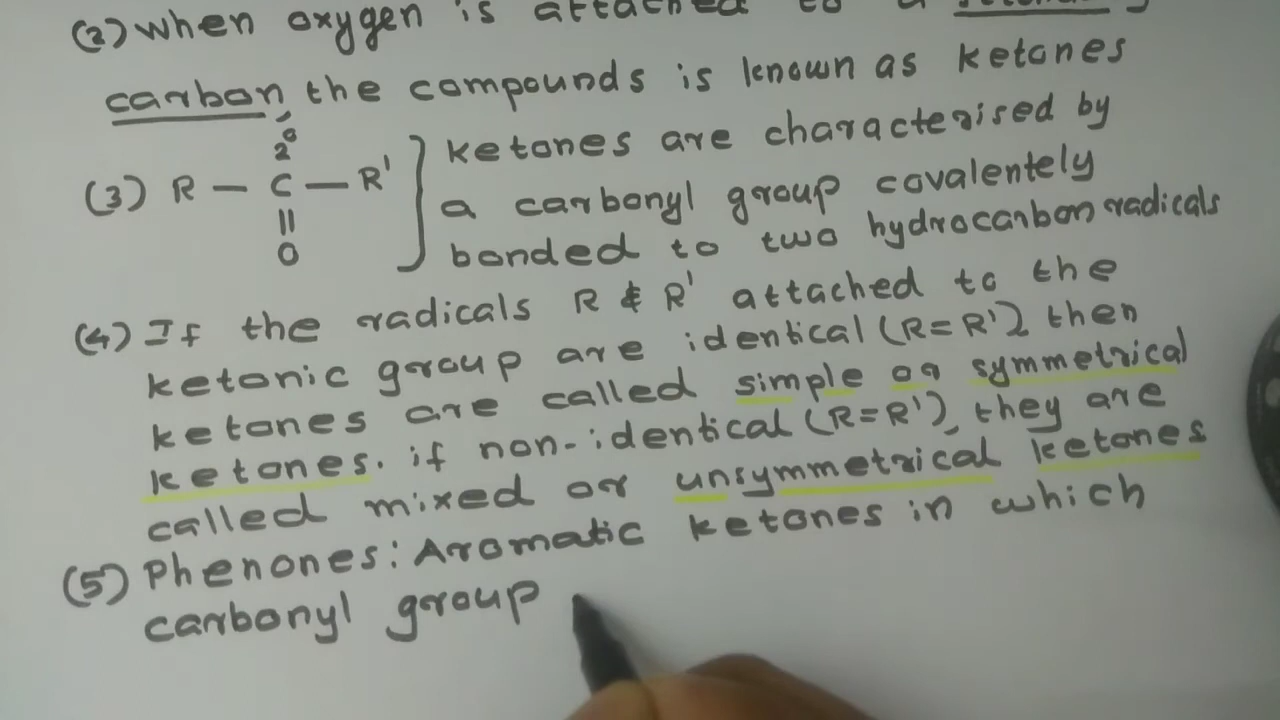 (2) When oxygen is attached to a
carbon, the compounds is known as ketones
2°
(3) R — C — R'
||
O
ketones are characterised by
a carbonyl group covalentely
bonded to two hydrocarbon radicals
(4) If the radicals R & R' attached to the
ketonic group are identical (R=R') then
ketones are called simple or symmetrical
ketones. if non-identical (R=R'), they are
called mixed or unsymmetrical ketones
(5) Phenones: Aromatic ketones in which
carbonyl group